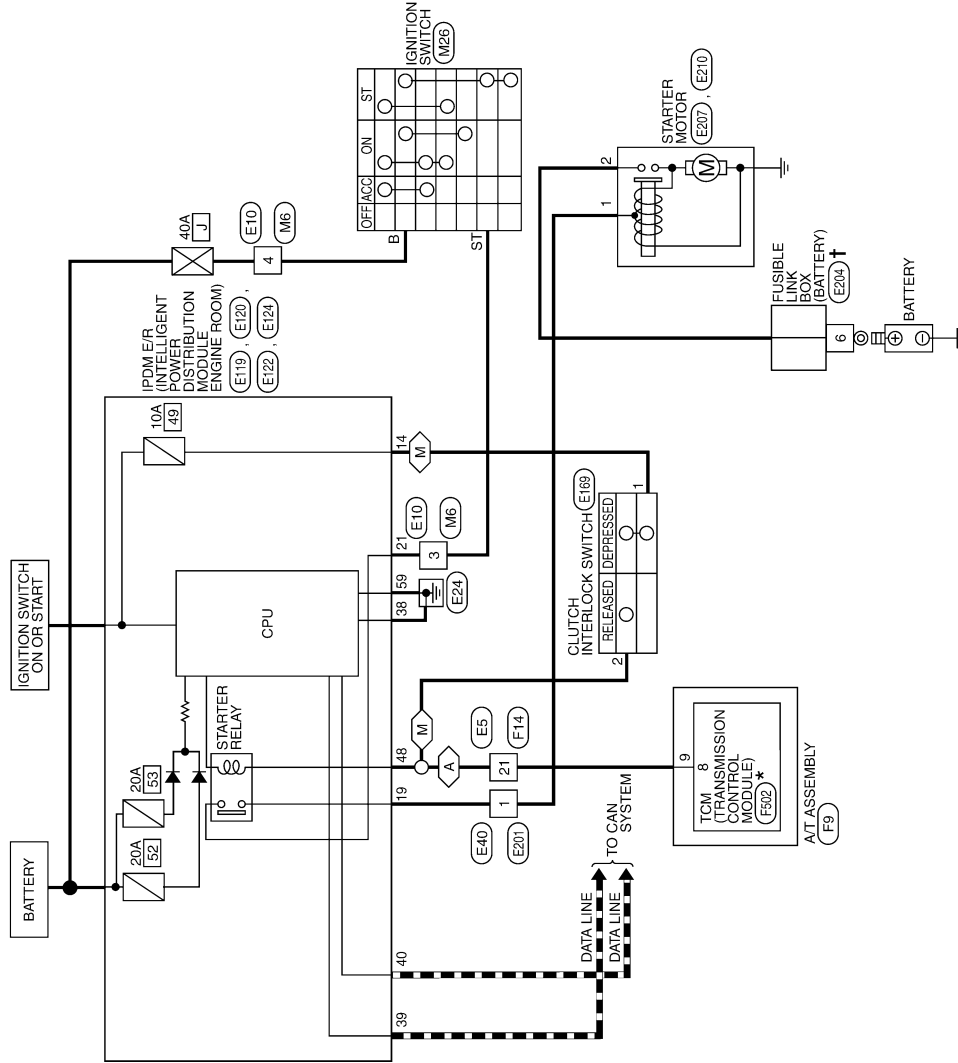 IGNITION SWITCH
ON OR START
BATTERY
40A
J
E10
M6
4
IGNITION
SWITCH
M26
OFF
ACC
ON
ST
B
ST
IPDM E/R
(INTELLIGENT
POWER
DISTRIBUTION
MODULE
ENGINE ROOM)
E119 , E120 ,
E122 , E124
10A
49
20A
53
20A
52
CPU
STARTER
RELAY
39
40
19
48
38
59
21
14
M
E10
M6
3
E24
M
A
E5
F14
21
E40
E201
1
CLUTCH
INTERLOCK SWITCH
E169
RELEASED
DEPRESSED
2
1
STARTER
MOTOR
E207 , E210
1
2
M
FUSIBLE
LINK
BOX
(BATTERY)
E204 †
6
BATTERY
+
−
DATA LINE
DATA LINE
TO CAN
SYSTEM
9
8
TCM
(TRANSMISSION
CONTROL
MODULE)
F502 *
A/T ASSEMBLY
F9